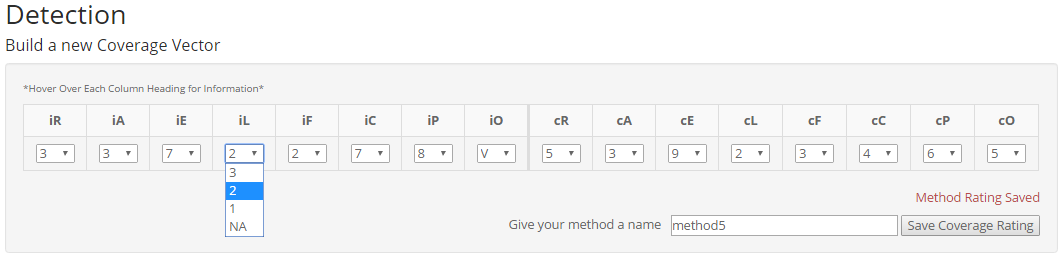 Detection
Build a new Coverage Vector
*Hover Over Each Column Heading for Information*
iR iA iE iL iF iC iP iO cR cA cE cL cF cC cP cO
3 3 7 2 2 7 8 V 5 3 9 2 3 4 6 5
3
2
1
NA
Method Rating Saved
Give your method a name method5 Save Coverage Rating